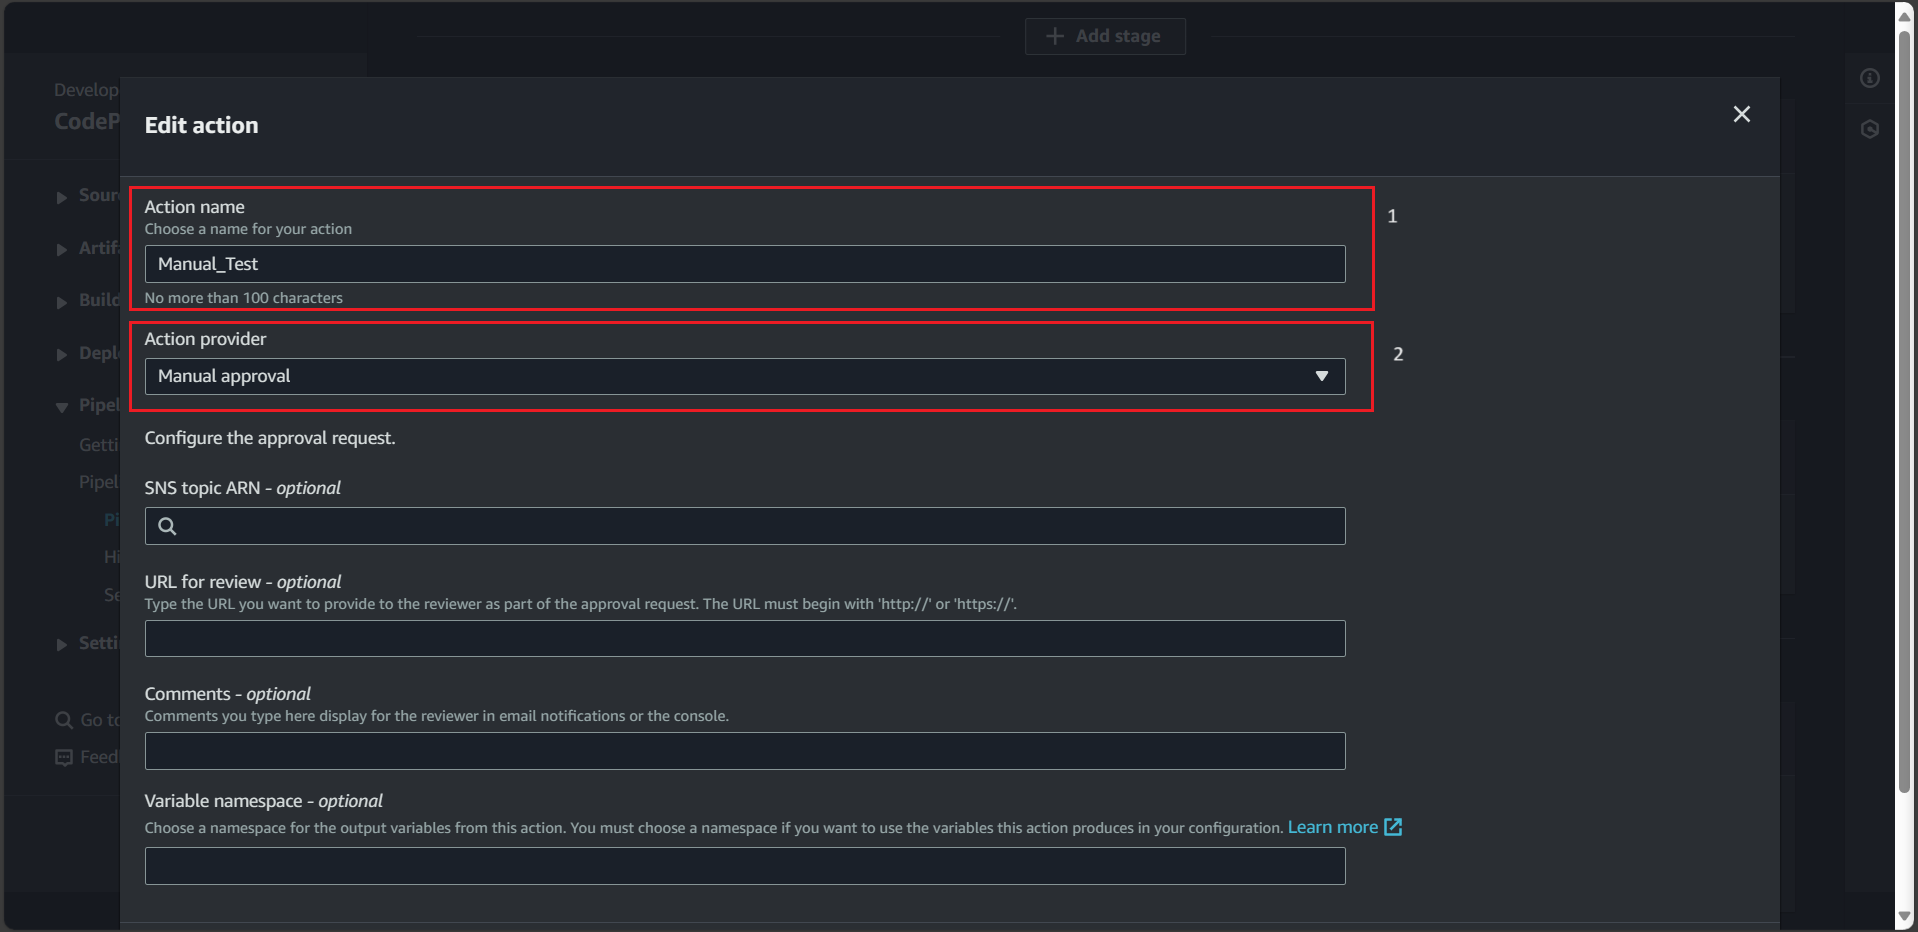 Add stage
Develop
CodeP
Edit action
Sour
Artifa
Build
Deplo
Pipel
Getti
Pipel
Pi
Hi
Se
Setti
Go to
Feed
Action name
Choose a name for your action
Manual_Test
No more than 100 characters
1
Action provider
Manual approval
2
Configure the approval request.
SNS topic ARN - optional
URL for review - optional
Type the URL you want to provide to the reviewer as part of the approval request. The URL must begin with 'http://' or 'https://'.
Comments - optional
Comments you type here display for the reviewer in email notifications or the console.
Variable namespace - optional
Choose a namespace for the output variables from this action. You must choose a namespace if you want to use the variables this action produces in your configuration. Learn more